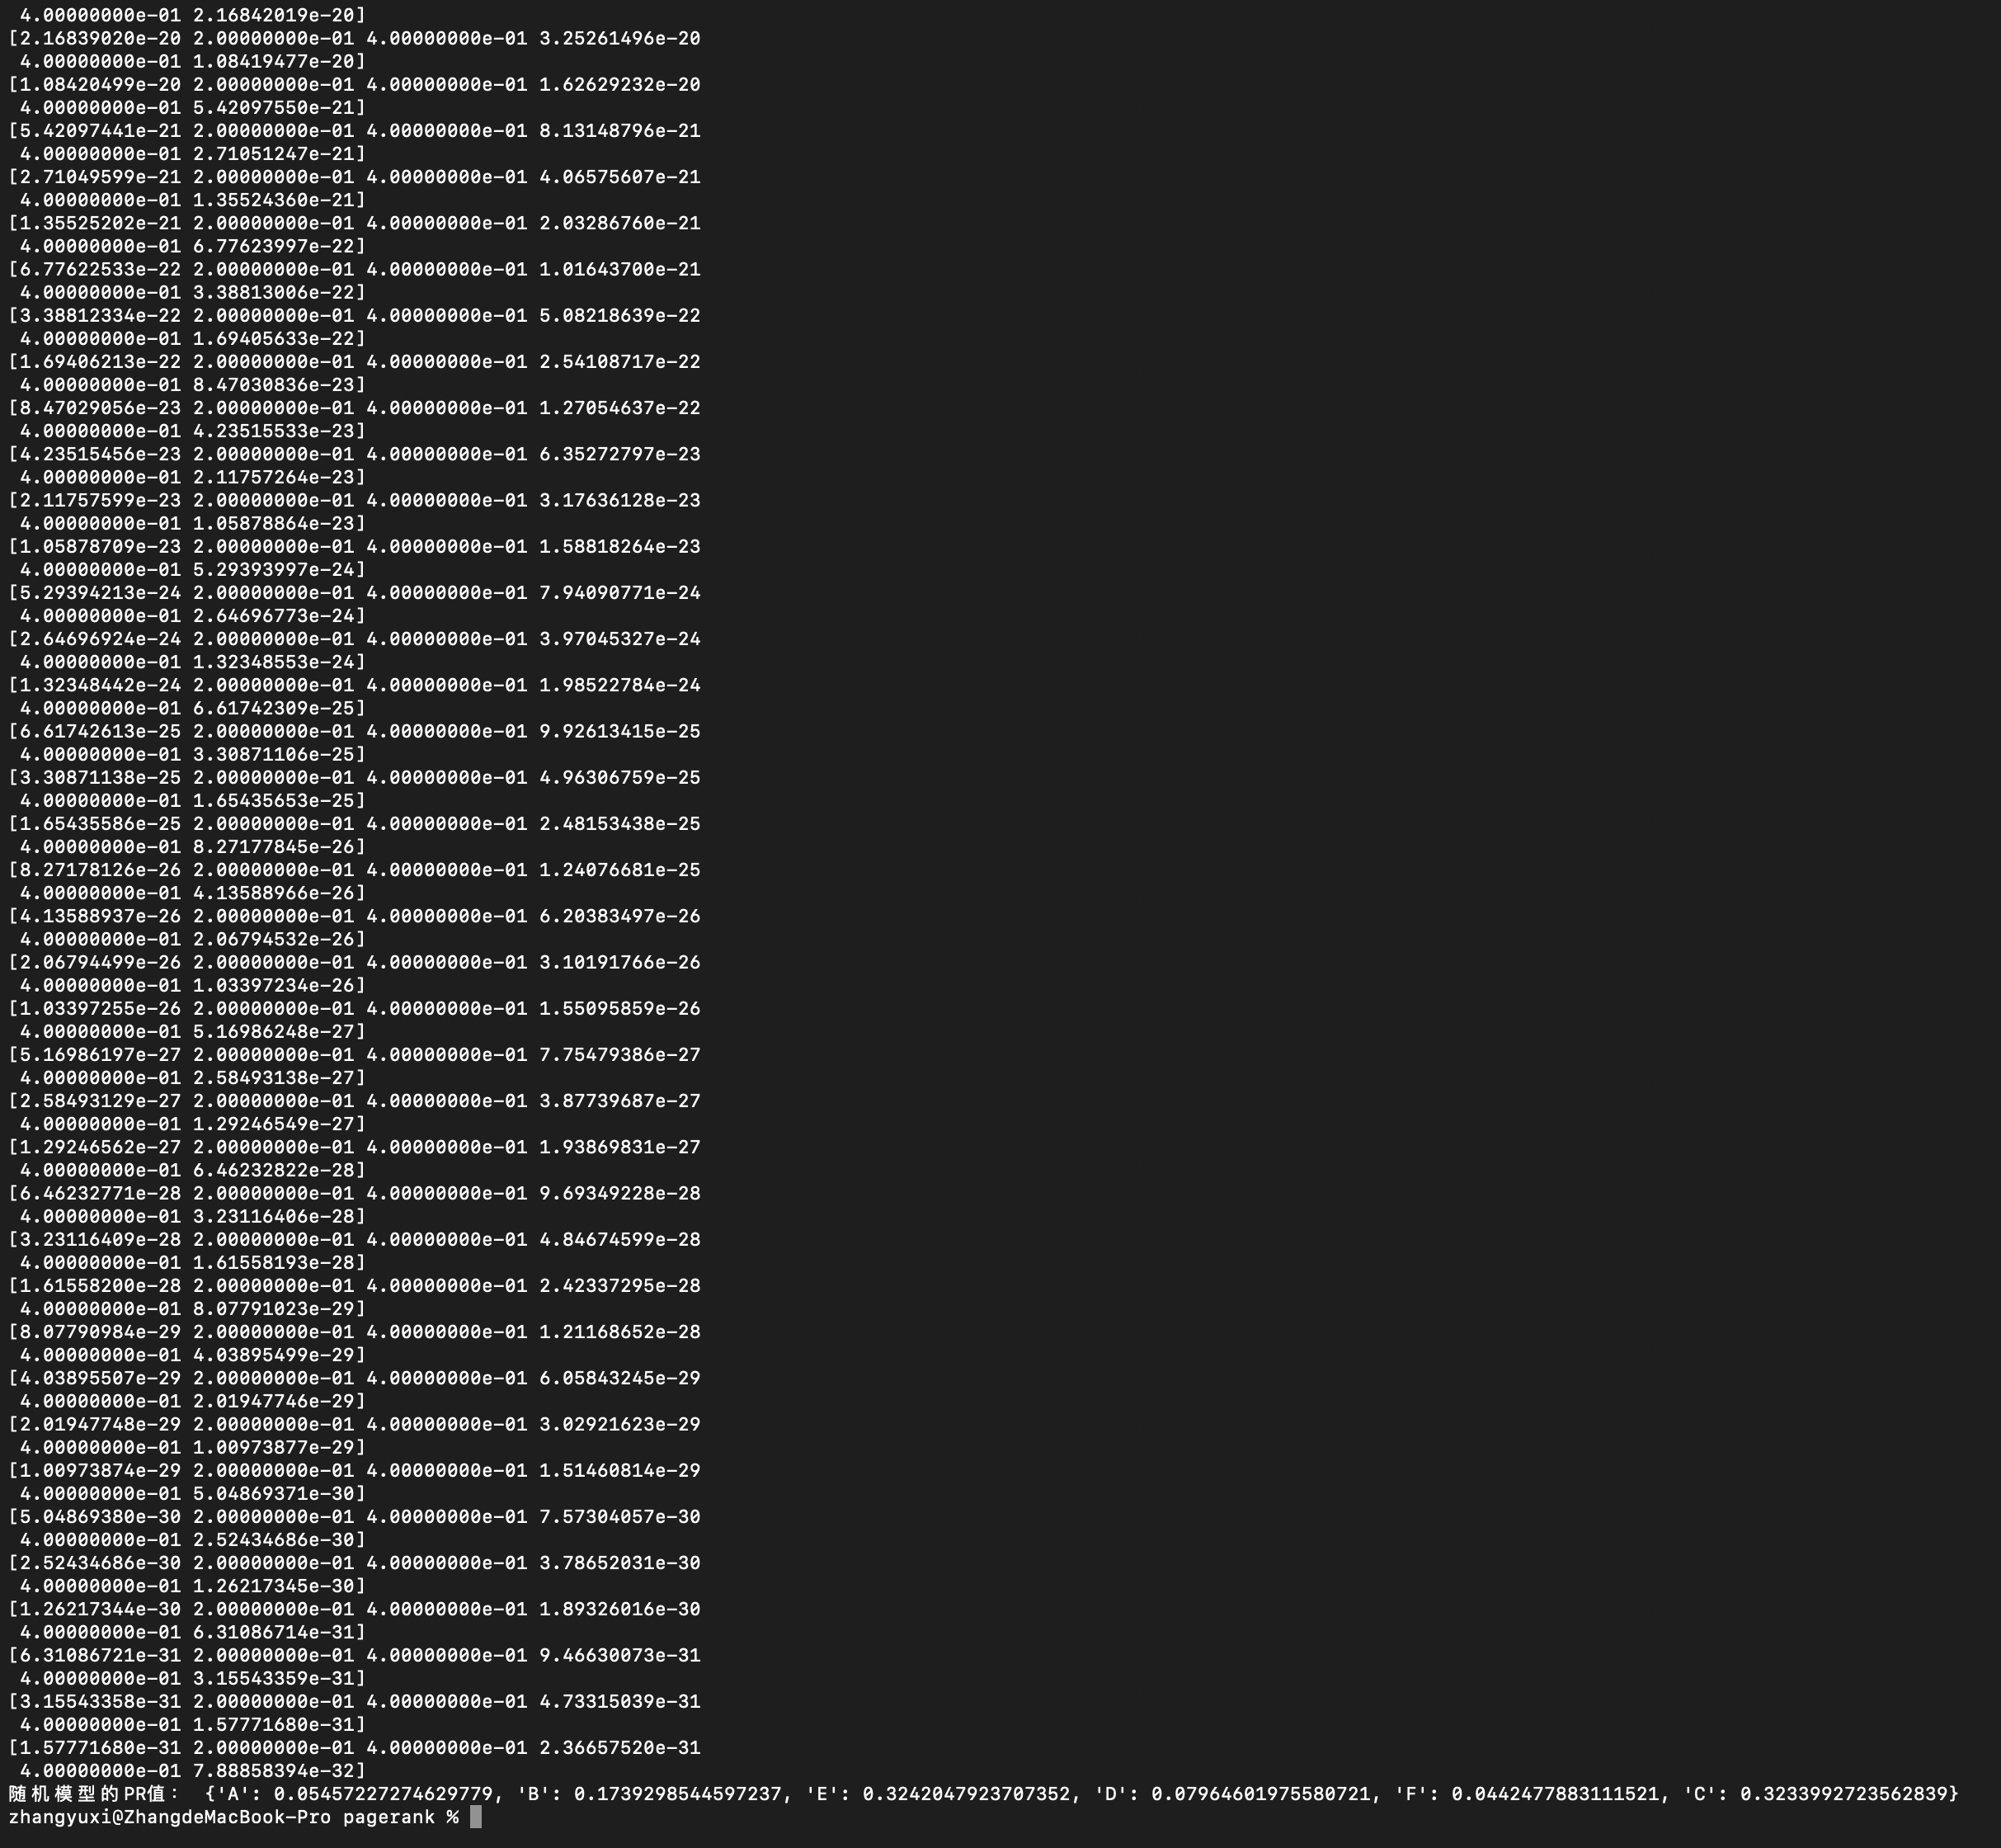 4.00000000e-01 2.16842019e-20]
[2.16839020e-20 2.00000000e-01 4.00000000e-01 3.25261496e-20
4.00000000e-01 1.08419477e-20]
[1.08420499e-20 2.00000000e-01 4.00000000e-01 1.62629232e-20
4.00000000e-01 5.42097550e-21]
[5.42097441e-21 2.00000000e-01 4.00000000e-01 8.13148796e-21
4.00000000e-01 2.71051247e-21]
[2.71049599e-21 2.00000000e-01 4.00000000e-01 4.06575607e-21
4.00000000e-01 1.35524360e-21]
[1.35525202e-21 2.00000000e-01 4.00000000e-01 2.03286760e-21
4.00000000e-01 6.77623997e-22]
[6.77622533e-22 2.00000000e-01 4.00000000e-01 1.01643700e-21
4.00000000e-01 3.38813006e-22]
[3.38812334e-22 2.00000000e-01 4.00000000e-01 5.08218639e-22
4.00000000e-01 1.69405633e-22]
[1.69406213e-22 2.00000000e-01 4.00000000e-01 2.54108717e-22
4.00000000e-01 8.47030836e-23]
[8.47029056e-23 2.00000000e-01 4.00000000e-01 1.27054637e-22
4.00000000e-01 4.23515533e-23]
[4.23515456e-23 2.00000000e-01 4.00000000e-01 6.35272797e-23
4.00000000e-01 2.11757264e-23]
[2.11757599e-23 2.00000000e-01 4.00000000e-01 3.17636128e-23
4.00000000e-01 1.05878864e-23]
[1.05878709e-23 2.00000000e-01 4.00000000e-01 1.58818264e-23
4.00000000e-01 5.29393997e-24]
[5.29394213e-24 2.00000000e-01 4.00000000e-01 7.94090771e-24
4.00000000e-01 2.64696773e-24]
[2.64696924e-24 2.00000000e-01 4.00000000e-01 3.97045327e-24
4.00000000e-01 1.32348553e-24]
[1.32348442e-24 2.00000000e-01 4.00000000e-01 1.98522784e-24
4.00000000e-01 6.61742309e-25]
[6.61742613e-25 2.00000000e-01 4.00000000e-01 9.92613415e-25
4.00000000e-01 3.30871106e-25]
[3.30871138e-25 2.00000000e-01 4.00000000e-01 4.96306759e-25
4.00000000e-01 1.65435653e-25]
[1.65435586e-25 2.00000000e-01 4.00000000e-01 2.48153438e-25
4.00000000e-01 8.27177845e-26]
[8.27178126e-26 2.00000000e-01 4.00000000e-01 1.24076681e-25
4.00000000e-01 4.13588966e-26]
[4.13588937e-26 2.00000000e-01 4.00000000e-01 6.20383497e-26
4.00000000e-01 2.06794532e-26]
[2.06794499e-26 2.00000000e-01 4.00000000e-01 3.10191766e-26
4.00000000e-01 1.03397234e-26]
[1.03397255e-26 2.00000000e-01 4.00000000e-01 1.55095859e-26
4.00000000e-01 5.16986248e-27]
[5.16986197e-27 2.00000000e-01 4.00000000e-01 7.75479386e-27
4.00000000e-01 2.58493138e-27]
[2.58493129e-27 2.00000000e-01 4.00000000e-01 3.87739687e-27
4.00000000e-01 1.29246549e-27]
[1.29246562e-27 2.00000000e-01 4.00000000e-01 1.93869831e-27
4.00000000e-01 6.46232822e-28]
[6.46232771e-28 2.00000000e-01 4.00000000e-01 9.69349228e-28
4.00000000e-01 3.23116406e-28]
[3.23116409e-28 2.00000000e-01 4.00000000e-01 4.84674599e-28
4.00000000e-01 1.61558193e-28]
[1.61558200e-28 2.00000000e-01 4.00000000e-01 2.42337295e-28
4.00000000e-01 8.07791023e-29]
[8.07790984e-29 2.00000000e-01 4.00000000e-01 1.21168652e-28
4.00000000e-01 4.03895499e-29]
[4.03895507e-29 2.00000000e-01 4.00000000e-01 6.05843245e-29
4.00000000e-01 2.01947746e-29]
[2.01947748e-29 2.00000000e-01 4.00000000e-01 3.02921623e-29
4.00000000e-01 1.00973877e-29]
[1.00973874e-29 2.00000000e-01 4.00000000e-01 1.51460814e-29
4.00000000e-01 5.04869371e-30]
[5.04869380e-30 2.00000000e-01 4.00000000e-01 7.57304057e-30
4.00000000e-01 2.52434686e-30]
[2.52434686e-30 2.00000000e-01 4.00000000e-01 3.78652031e-30
4.00000000e-01 1.26217345e-30]
[1.26217344e-30 2.00000000e-01 4.00000000e-01 1.89326016e-30
4.00000000e-01 6.31086714e-31]
[6.31086721e-31 2.00000000e-01 4.00000000e-01 9.46630073e-31
4.00000000e-01 3.15543359e-31]
[3.15543358e-31 2.00000000e-01 4.00000000e-01 4.73315039e-31
4.00000000e-01 1.57771680e-31]
[1.57771680e-31 2.00000000e-01 4.00000000e-01 2.36657520e-31
4.00000000e-01 7.88858394e-32]
随机模型的PR值： {'A': 0.05457227274629779, 'B': 0.1739298544597237, 'E': 0.3242047923707352, 'D': 0.07964601975580721, 'F': 0.0442477883111521, 'C': 0.3233992723562839}
zhangyuxi@ZhangdeMacBook-Pro pagerank %